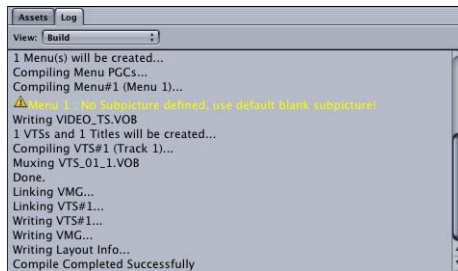 Assets Log
View: Build
1 Menu(s) will be created...
Compiling Menu PGCs...
Compiling Menu#1 (Menu 1)...
Menu 1 : No Subpicture defined, use default blank subpicture!
Writing VIDEO_TS.VOB
1 VTSs and 1 Titles will be created...
Compiling VTS#1 (Track 1)...
Muxing VTS_01_1.VOB
Done.
Linking VMG...
Linking VTS#1...
Writing VTS#1...
Writing VMG...
Writing Layout Info...
Compile Completed Successfully